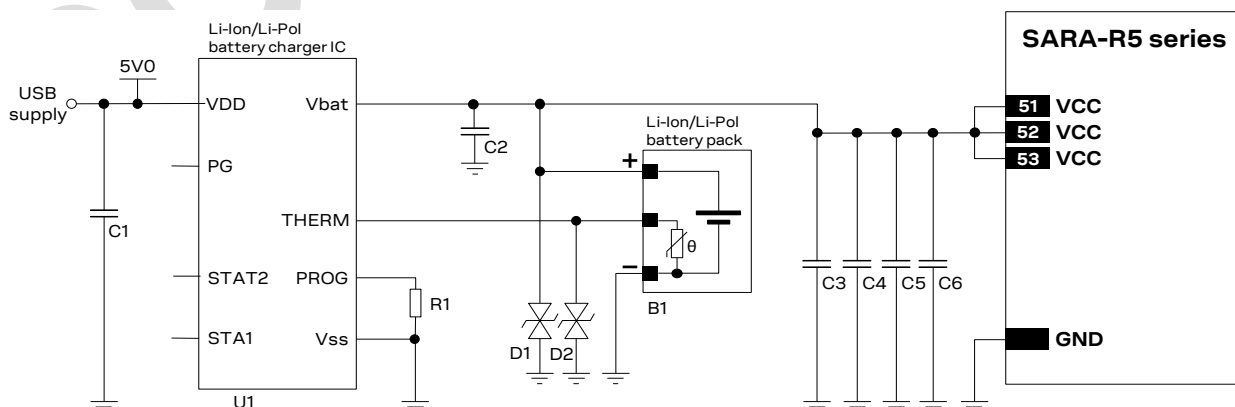 Li-Ion/Li-Pol
battery charger IC
SARA-R5 series
5V0
USB
supply
VDD
Vbat
51 VCC
52 VCC
53 VCC
Li-Ion/Li-Pol
battery pack
C2
+
PG
THERM
C1
θ
STAT2
PROG
–
C3 C4 C5 C6
R1
B1
STA1
Vss
GND
D1 D2
U1